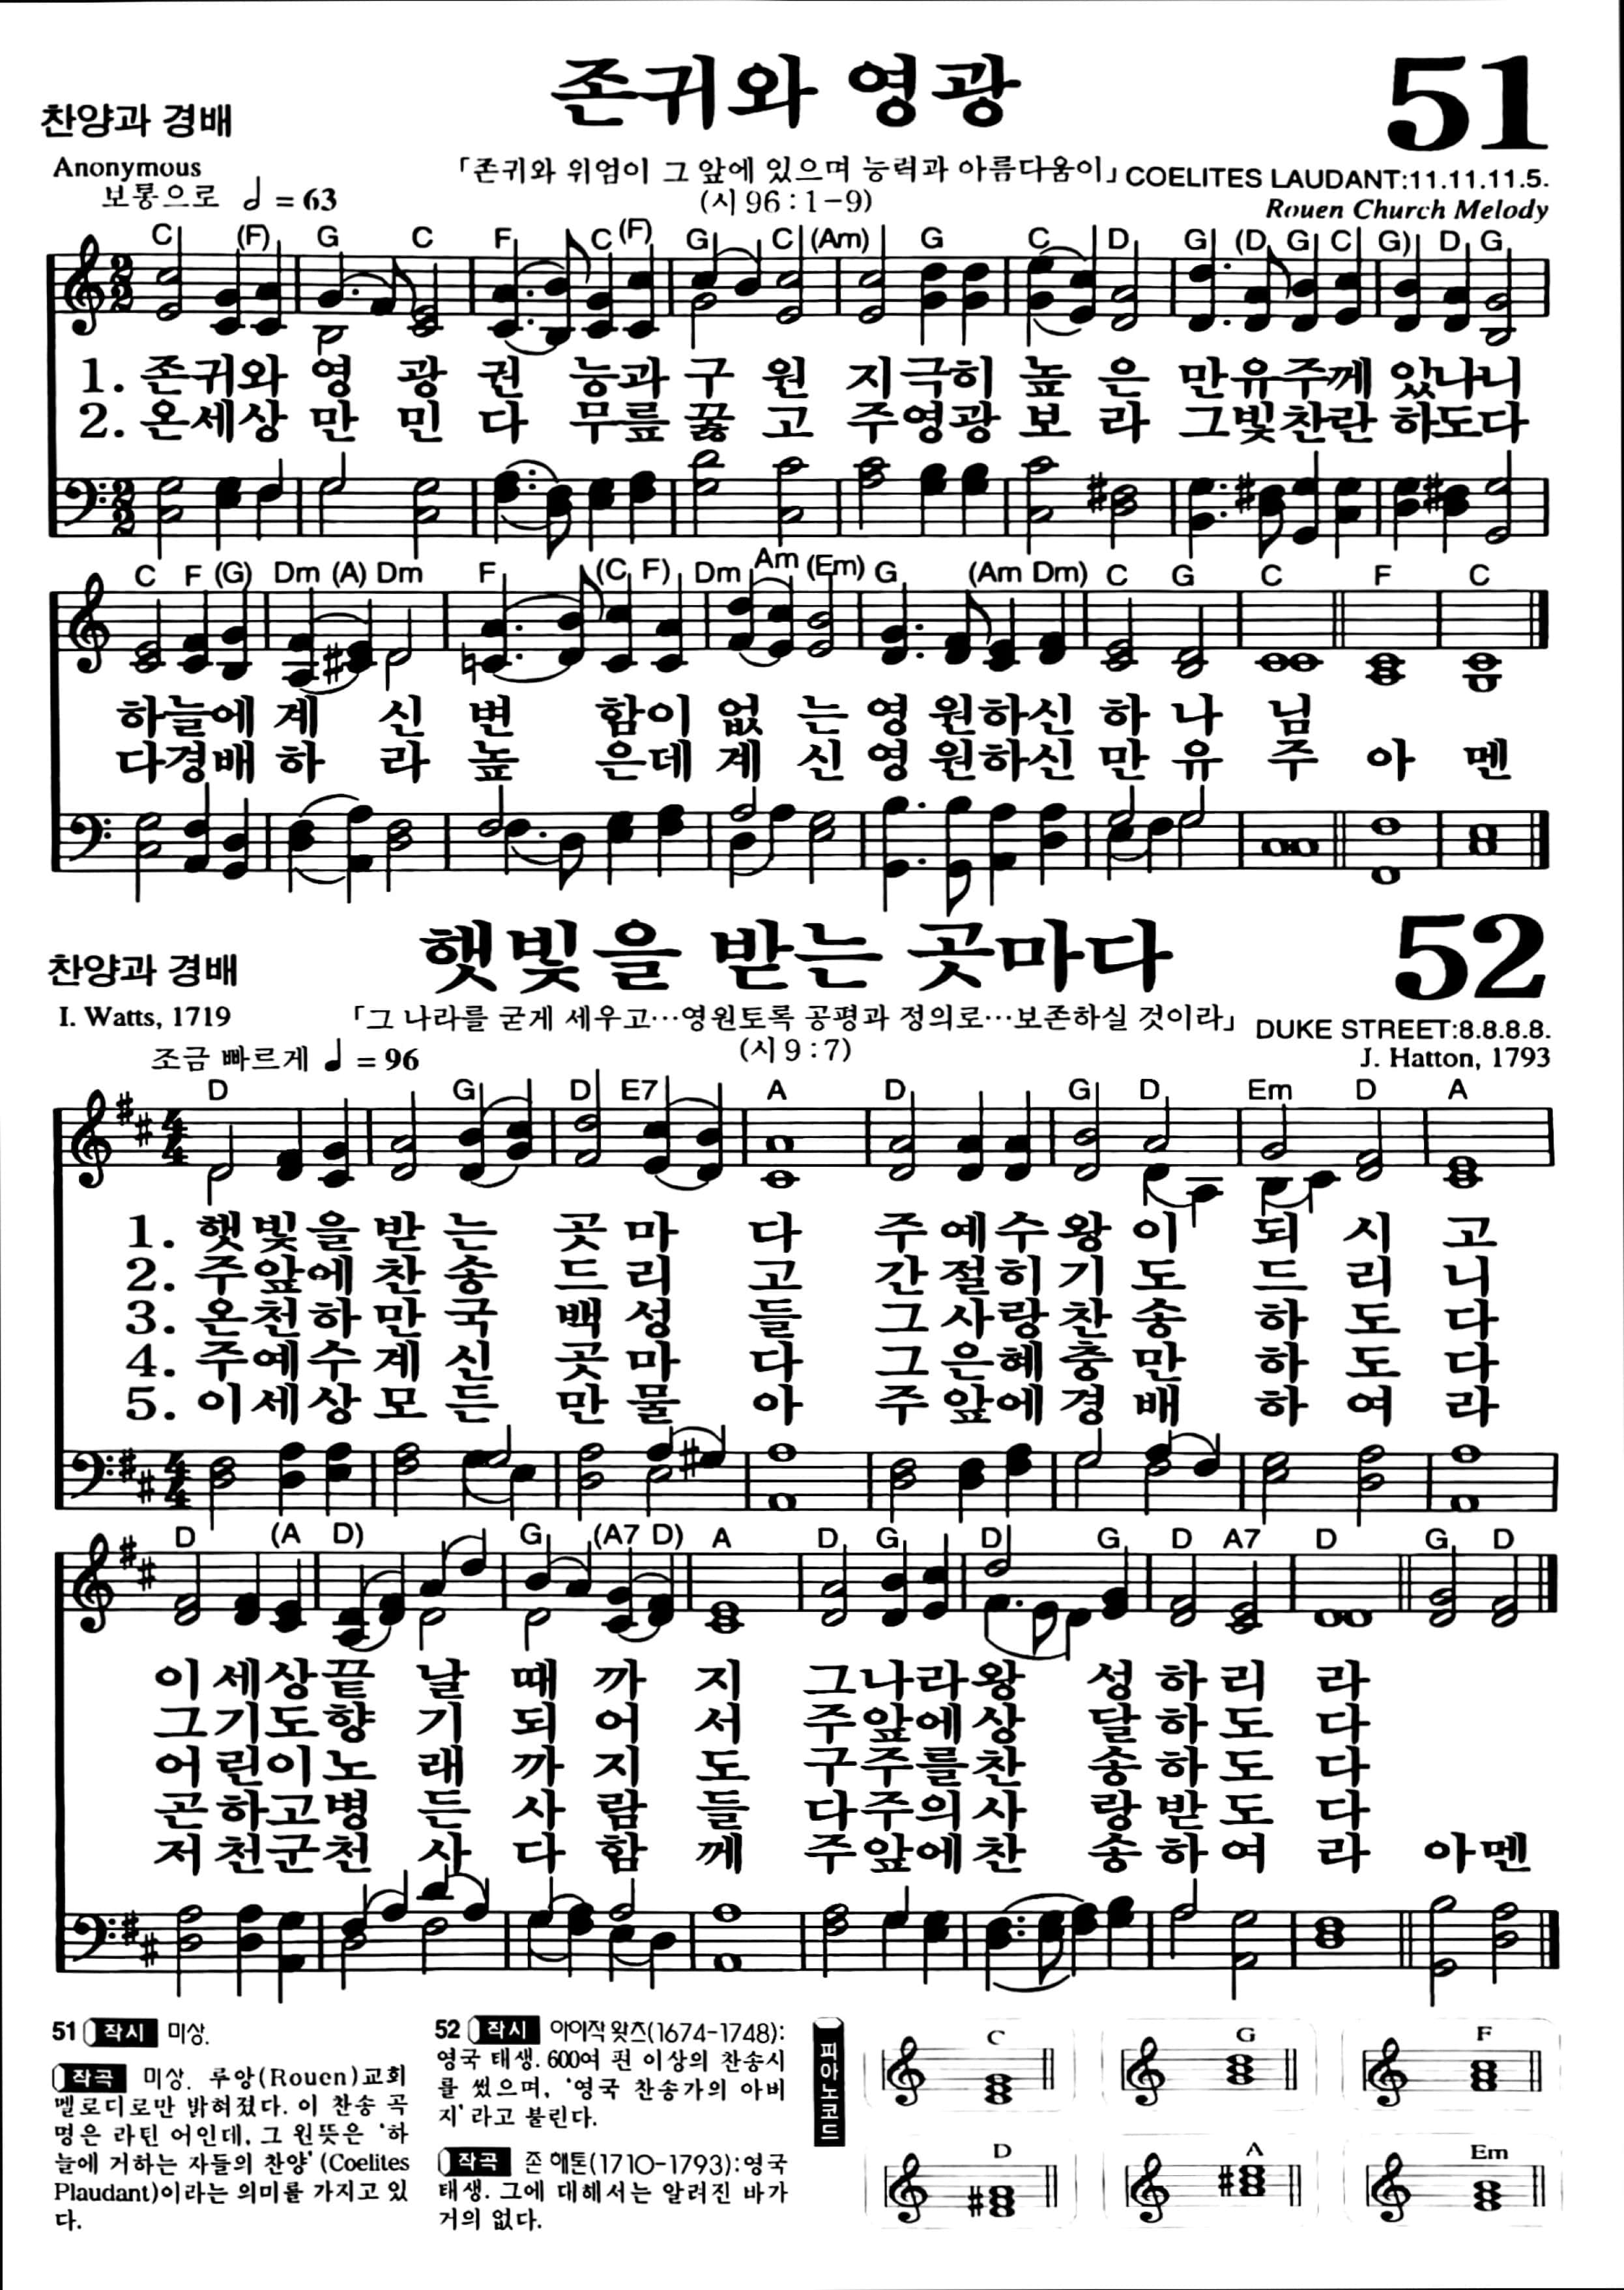 존귀와 영광
51
찬양과 경배
Anonymous
「존귀와 위엄이 그 앞에 있으며 능력과 아름다움이」
COELITES LAUDANT:11.11.11.5.
보통으로 = 63
(시 96 : 1-9)
Rouen Church Melody
C (F) G C F C (F) G C (Am) G C D G (D G C G) D G
1. 존귀와 영 광 권 능과 구 원 지극히 높 은 만유주께 있나니
2. 온세상 만 민 다 무릎 꿇 고 주영광 보 라 그빛찬란 하도다
C F (G) Dm (A) Dm F (C F) Dm Am (Em) G (Am Dm) C G C F C
하늘에 계 신 변 함이 없 는 영 원하신 하 나 님
다경배 하 라 높 은데 계 신 영 원하신 만 유 주 아 멘
햇빛을 받는 곳마다
52
찬양과 경배
I. Watts, 1719
「그 나라를 굳게 세우고…영원토록 공평과 정의로…보존하실 것이라」
DUKE STREET:8.8.8.8.
조금 빠르게 = 96
(시 9 : 7)
J. Hatton, 1793
D G D E7 A D G D Em D A
1. 햇빛을 받 는 곳 마 다 주 예수 왕 이 되 시 고
2. 주앞에 찬 송 드 리 고 간 절히 기 도 드 리 니
3. 온천하 만 국 백 성 들 그 사랑 찬 송 하 도 다
4. 주예수 계 신 곳 마 다 그 은혜 충 만 하 도 다
5. 이세상 모 든 만 물 아 주 앞에 경 배 하 여 라
D (A D) G (A7 D) A D G D G D A7 D G D
이 세상끝 날 때 까 지 그나라왕 성 하 리 라
그기도향 기 되 어 서 주앞에상 달 하 도 다
어린이노 래 까 지 도 구주를찬 송 하 도 다
곤하고병 든 사 람 들 다주의사 랑 받 도 다
저천군천 사 다 함 께 주앞에찬 송 하 여 라 아멘
51 작시 미상.
작곡 미상. 루앙(Rouen)교회
멜로디로만 밝혀졌다. 이 찬송 곡
명은 라틴 어인데, 그 원뜻은 '하
늘에 거하는 자들의 찬양' (Coelites
Plaudant)이라는 의미를 가지고 있
다.
52 작시 아이작 왓츠(1674-1748):
영국 태생. 600여 편 이상의 찬송시
를 썼으며, '영국 찬송가의 아버
지' 라고 불린다.
작곡 존 해톤(1710-1793):영국
태생. 그에 대해서는 알려진 바가
거의 없다.
피아노코드
C G F
D A Em